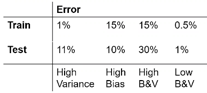 Error
Train 1% 15% 15% 0.5%
Test 11% 10% 30% 1%
High High High Low
Variance Bias B&V B&V